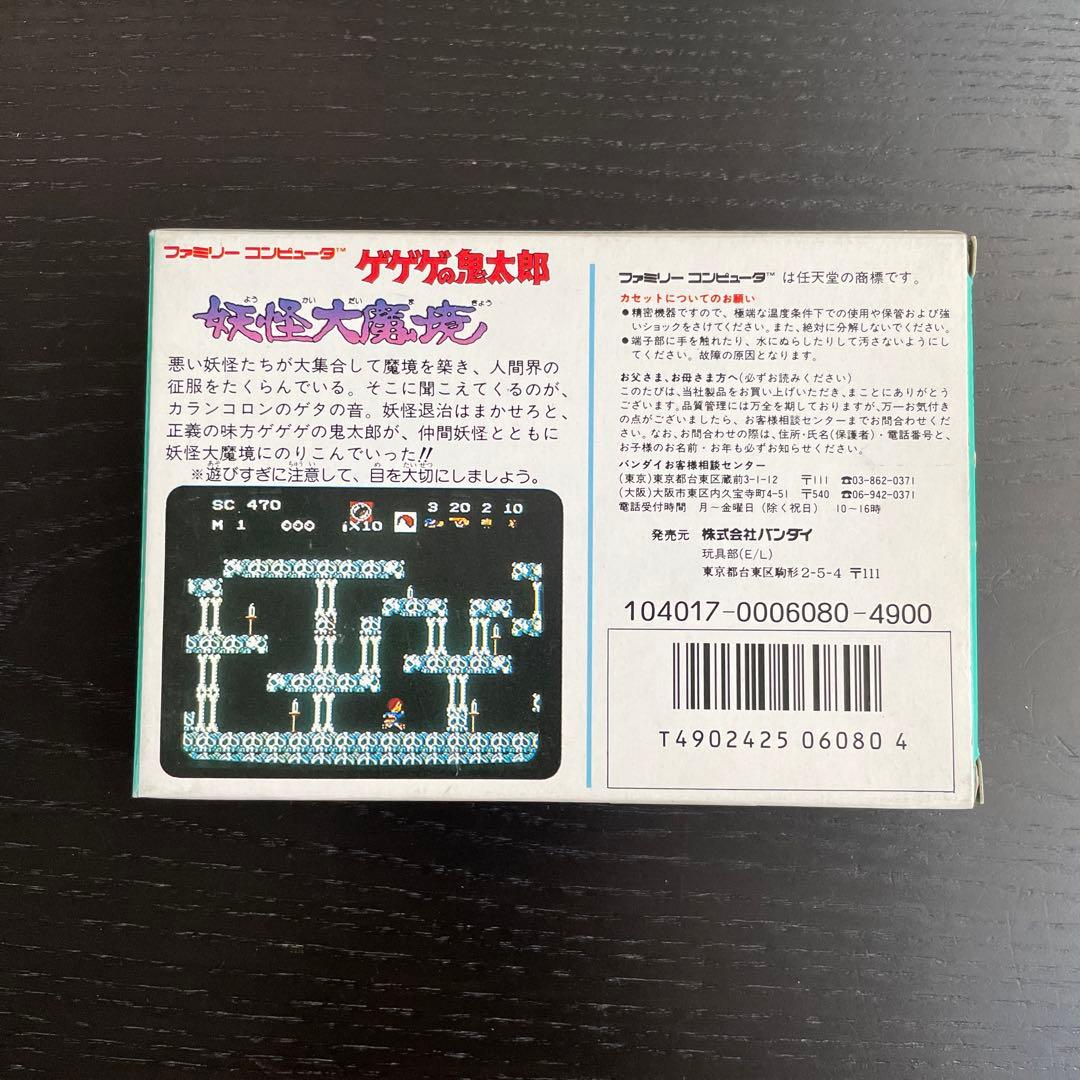 ファミリー コンピュータ™ ゲゲゲの鬼太郎
よう かい だい ま きょう
妖怪大魔境
悪い妖怪たちが大集合して魔境を築き、人間界の
征服をたくらんでいる。そこに聞こえてくるのが、
カランコロンのゲタの音。妖怪退治はまかせろと、
正義の味方ゲゲゲの鬼太郎が、仲間妖怪とともに
妖怪大魔境にのりこんでいった!!
あそ ちゅうい め たいせつ
※遊びすぎに注意して、目を大切にしましょう。
SC 470
M 1 000 ×10 3 20 2 10
ファミリー コンピュータ™ は任天堂の商標です。
カセットについてのお願い
●精密機器ですので、極端な温度条件下での使用や保管および強
いショックをさけてください。また、絶対に分解しないでください。
●端子部に手を触れたり、水にぬらしたりして汚さないようにし
てください。故障の原因となります。
お父さま、お母さま方へ(必ずお読みください)
このたびは、当社製品をお買い上げいただき、まことにありがとう
ございます。品質管理には万全を期しておりますが、万一お気付き
の点がございましたら、お客様相談センターまでお問合わせくださ
い。なお、お問合わせの際は、住所・氏名(保護者)・電話番号と、
お子様のお名前・お年も必ずお知らせください。
バンダイお客様相談センター
(東京)東京都台東区蔵前3-1-12 〒111 ☎03-862-0371
(大阪)大阪市東区内久宝寺町4-51 〒540 ☎06-942-0371
電話受付時間 月~金曜日(除く祝日) 10~16時
発売元 株式会社バンダイ
玩具部(E/L)
東京都台東区駒形2-5-4 〒111
104017-0006080-4900
T4902425 06080 4